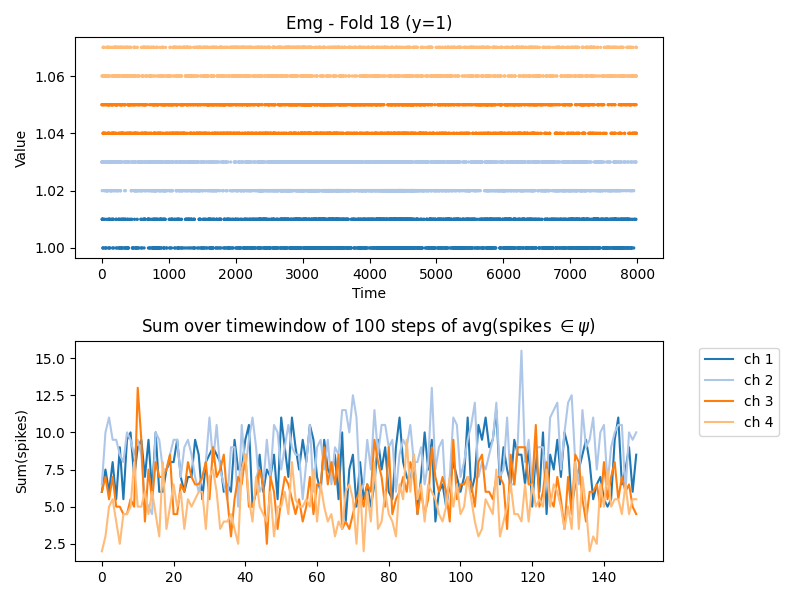 Emg - Fold 18 (y=1)
Value
1.06
1.04
1.02
1.00
0 1000 2000 3000 4000 5000 6000 7000 8000
Time
Sum over timewindow of 100 steps of avg(spikes ∈ψ)
Sum(spikes)
15.0
12.5
10.0
7.5
5.0
2.5
0 20 40 60 80 100 120 140
ch 1
ch 2
ch 3
ch 4